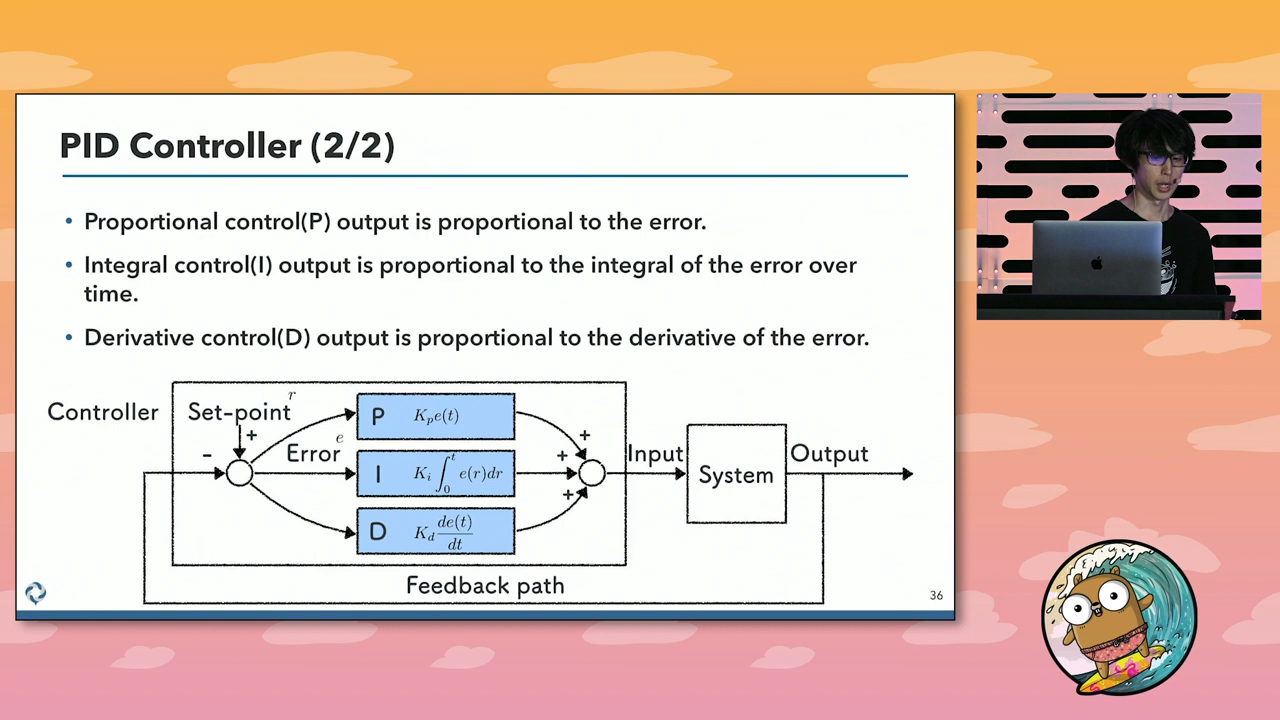 PID Controller (2/2)
• Proportional control(P) output is proportional to the error.
• Integral control(I) output is proportional to the integral of the error over
time.
• Derivative control(D) output is proportional to the derivative of the error.
Controller
Set-point r
+
-
Error e
P K_p e(t)
I K_i ∫_0^t e(r)dr
D K_d de(t)/dt
+
+
+
Input
System
Output
Feedback path
36